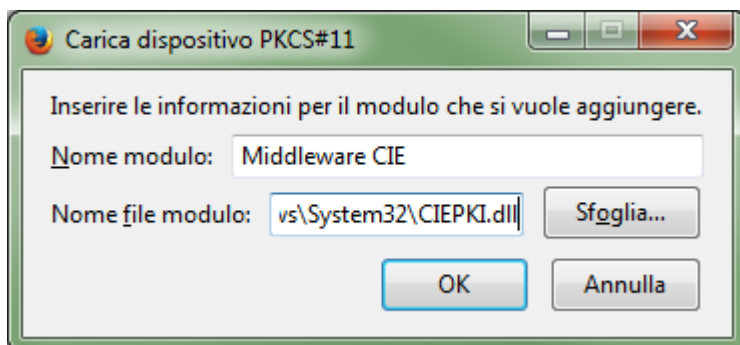 Carica dispositivo PKCS#11
Inserire le informazioni per il modulo che si vuole aggiungere.
Nome modulo: Middleware CIE
Nome file modulo: vs\System32\CIEPKI.dll Sfoglia...
OK Annulla